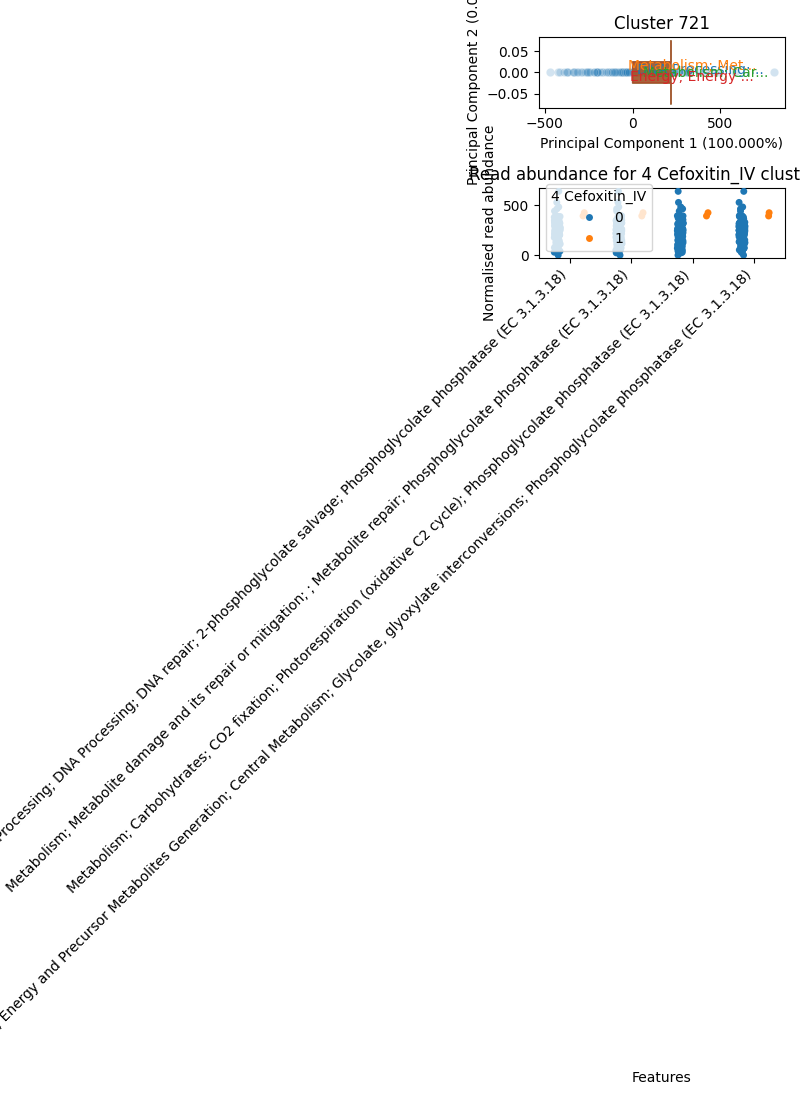 Cluster 721
Principal Component 2 (0.0
0.05
0.00
−0.05
Metabolism; Met...
Energy; Energy ...
−500
0
500
Principal Component 1 (100.000%)
Read abundance for 4 Cefoxitin_IV clust
Normalised read abundance
500
0
4 Cefoxitin_IV
0
1
Processing; DNA Processing; DNA repair; 2-phosphoglycolate salvage; Phosphoglycolate phosphatase (EC 3.1.3.18)
Metabolism; Metabolite damage and its repair or mitigation; ; Metabolite repair; Phosphoglycolate phosphatase (EC 3.1.3.18)
Metabolism; Carbohydrates; CO2 fixation; Photorespiration (oxidative C2 cycle); Phosphoglycolate phosphatase (EC 3.1.3.18)
; Energy and Precursor Metabolites Generation; Central Metabolism; Glycolate, glyoxylate interconversions; Phosphoglycolate phosphatase (EC 3.1.3.18)
Features